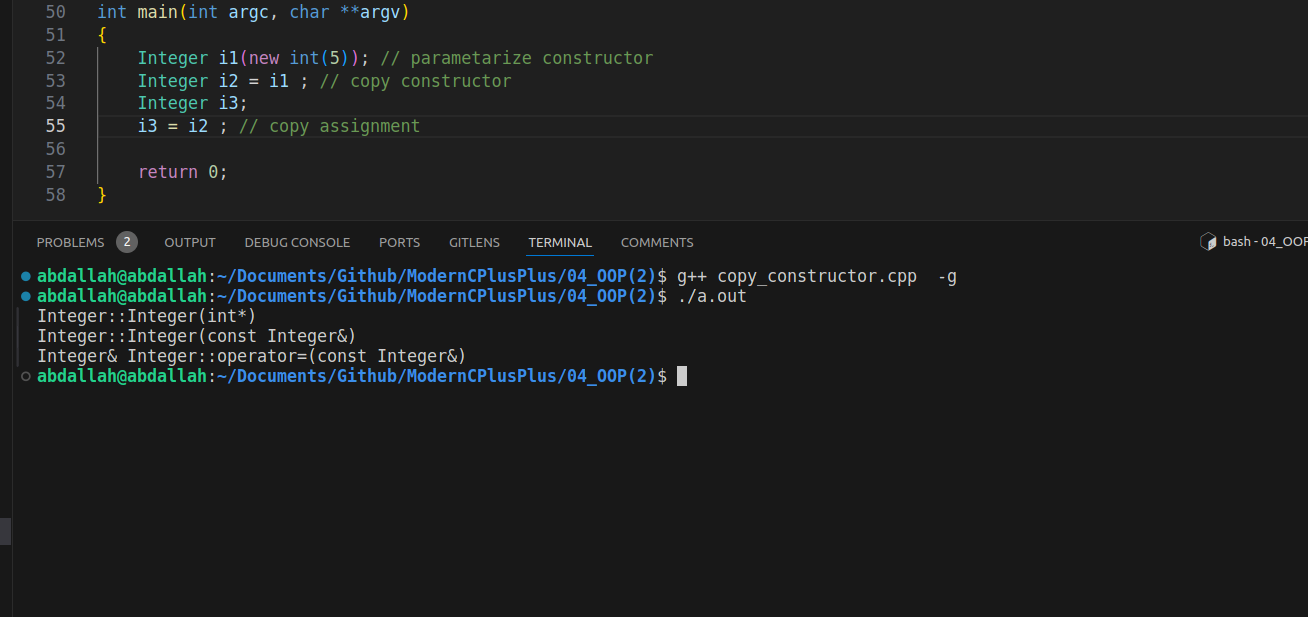 50 int main(int argc, char **argv)
51 {
52 Integer i1(new int(5)); // parametarize constructor
53 Integer i2 = i1 ; // copy constructor
54 Integer i3;
55 i3 = i2 ; // copy assignment
56
57 return 0;
58 }
PROBLEMS 2 OUTPUT DEBUG CONSOLE PORTS GITLENS TERMINAL COMMENTS bash - 04_OOP
abdallah@abdallah:~/Documents/Github/ModernCPlusPlus/04_OOP(2)$ g++ copy_constructor.cpp  -g
abdallah@abdallah:~/Documents/Github/ModernCPlusPlus/04_OOP(2)$ ./a.out
Integer::Integer(int*)
Integer::Integer(const Integer&)
Integer& Integer::operator=(const Integer&)
abdallah@abdallah:~/Documents/Github/ModernCPlusPlus/04_OOP(2)$